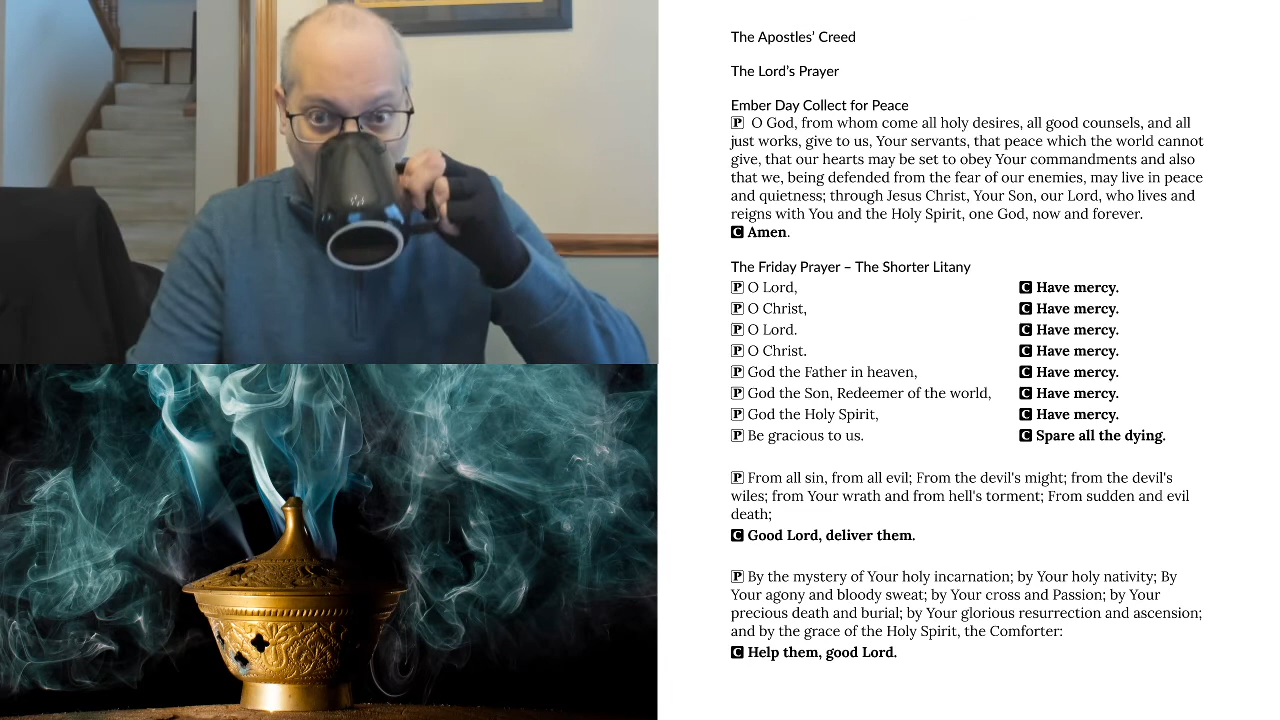 The Apostles’ Creed
The Lord’s Prayer
Ember Day Collect for Peace
P O God, from whom come all holy desires, all good counsels, and all
just works, give to us, Your servants, that peace which the world cannot
give, that our hearts may be set to obey Your commandments and also
that we, being defended from the fear of our enemies, may live in peace
and quietness; through Jesus Christ, Your Son, our Lord, who lives and
reigns with You and the Holy Spirit, one God, now and forever.
C Amen.
The Friday Prayer – The Shorter Litany
P O Lord, C Have mercy.
P O Christ, C Have mercy.
P O Lord. C Have mercy.
P O Christ. C Have mercy.
P God the Father in heaven, C Have mercy.
P God the Son, Redeemer of the world, C Have mercy.
P God the Holy Spirit, C Have mercy.
P Be gracious to us. C Spare all the dying.
P From all sin, from all evil; From the devil's might; from the devil's
wiles; from Your wrath and from hell's torment; From sudden and evil
death;
C Good Lord, deliver them.
P By the mystery of Your holy incarnation; by Your holy nativity; By
Your agony and bloody sweat; by Your cross and Passion; by Your
precious death and burial; by Your glorious resurrection and ascension;
and by the grace of the Holy Spirit, the Comforter:
C Help them, good Lord.